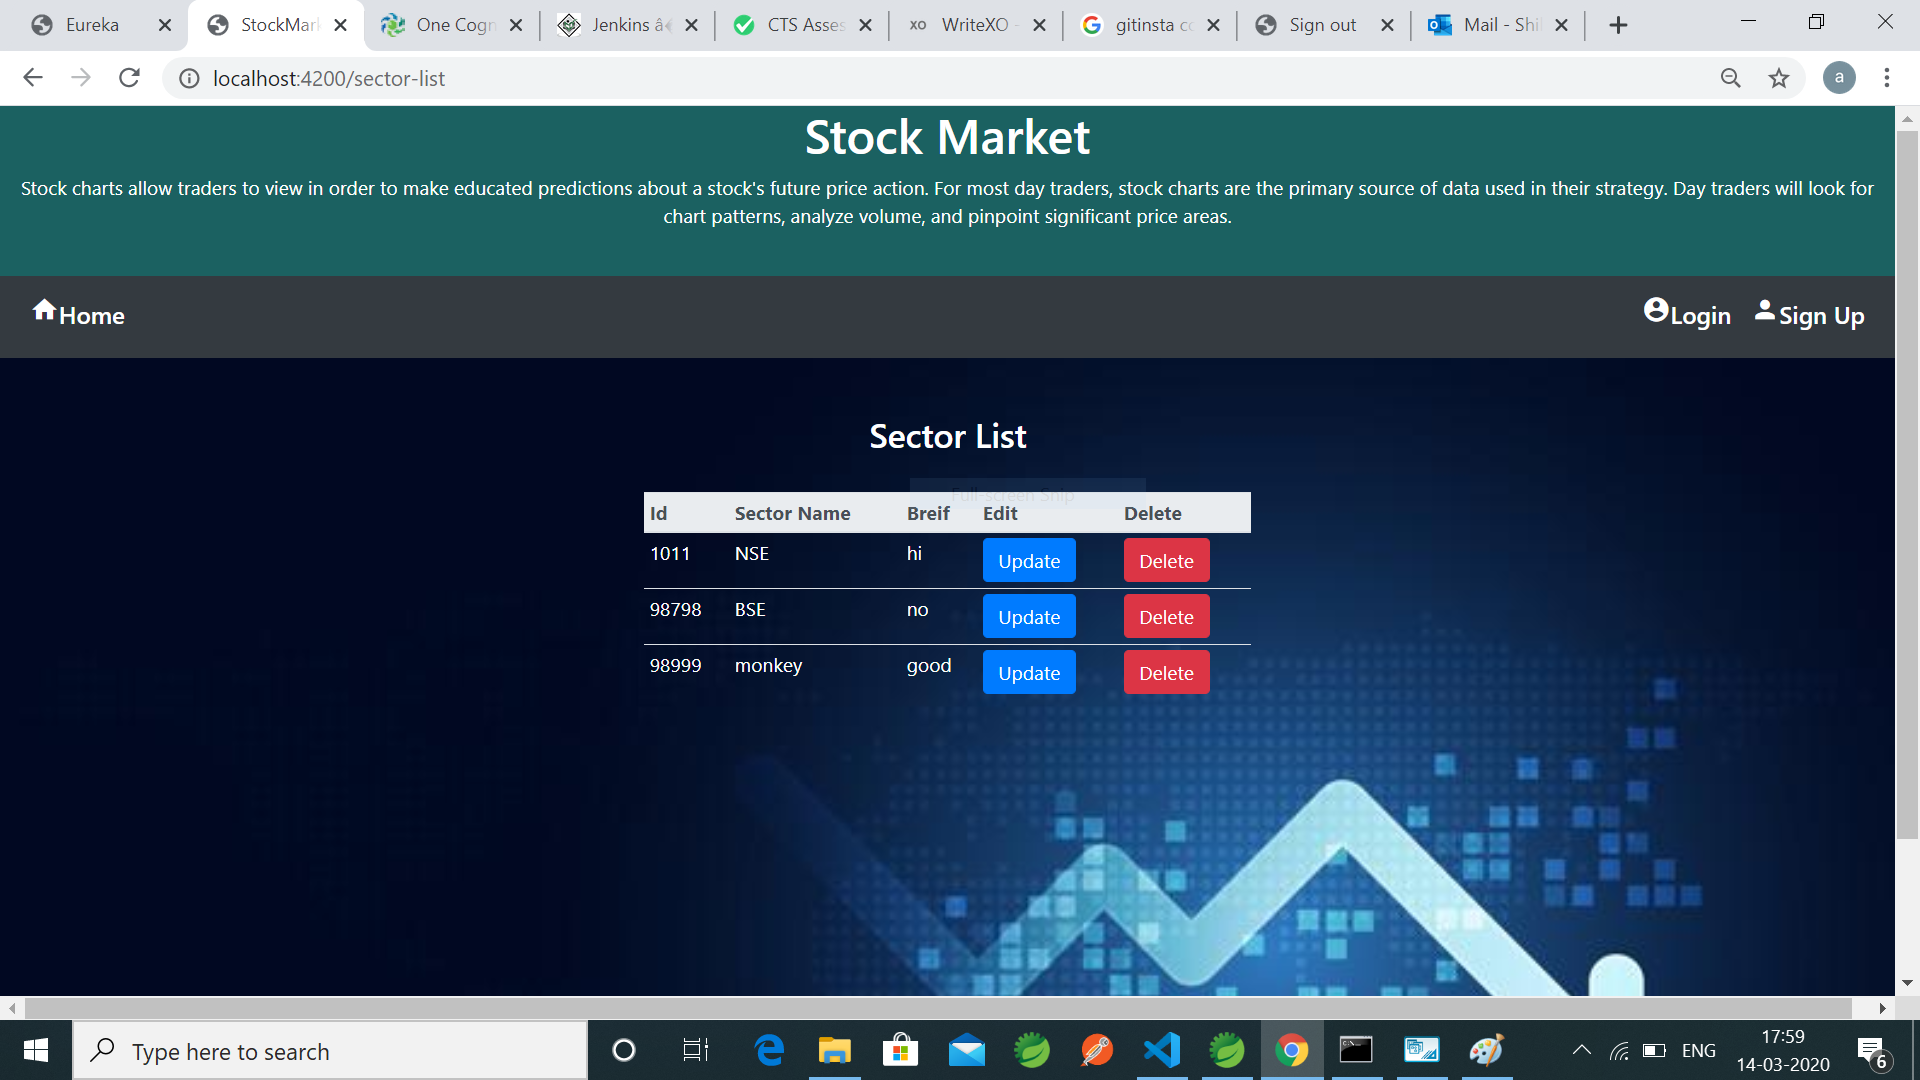 Eureka
StockMark
One Cogn
Jenkins â
CTS Asses
WriteXO -
gitinsta co
Sign out
Mail - Shi
localhost:4200/sector-list
a
Stock Market
Stock charts allow traders to view in order to make educated predictions about a stock's future price action. For most day traders, stock charts are the primary source of data used in their strategy. Day traders will look for
chart patterns, analyze volume, and pinpoint significant price areas.
Home
Login
Sign Up
Sector List
Full-screen Snip
Id Sector Name Breif Edit Delete
1011 NSE hi Update Delete
98798 BSE no Update Delete
98999 monkey good Update Delete
Type here to search
ENG
17:59
14-03-2020
6